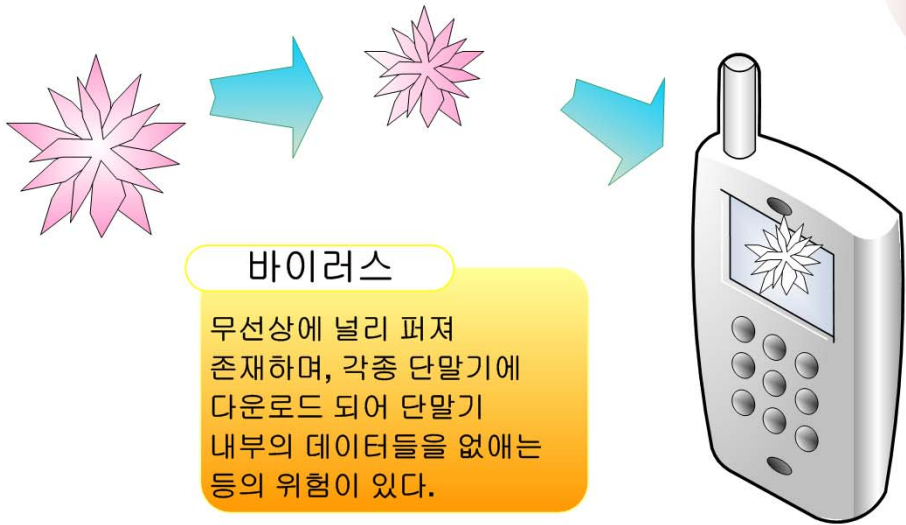 바이러스
무선상에 널리 퍼져
존재하며, 각종 단말기에
다운로드 되어 단말기
내부의 데이터들을 없애는
등의 위험이 있다.